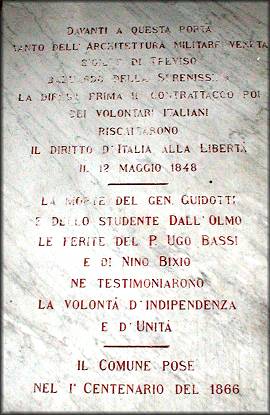 DAVANTI A QUESTA PORTA
VANTO DELL'ARCHITETTURA MILITARE VENETA
DI TREVISO
BALUARDO DELLA SERENISSIMA
LA DIFESA PRIMA IL CONTRATTACCO POI
DEI VOLONTARI ITALIANI
RISCATTARONO
IL DIRITTO D'ITALIA ALLA LIBERTÀ
IL 12 MAGGIO 1848
LA MORTE DEL GEN. GUIDOTTI
E DELLO STUDENTE DALL'OLMO
LE FERITE DEL P. UGO BASSI
E DI NINO BIXIO
NE TESTIMONIARONO
LA VOLONTÁ D'INDIPENDENZA
E D'UNITÁ
IL COMUNE POSE
NEL I° CENTENARIO DEL 1866